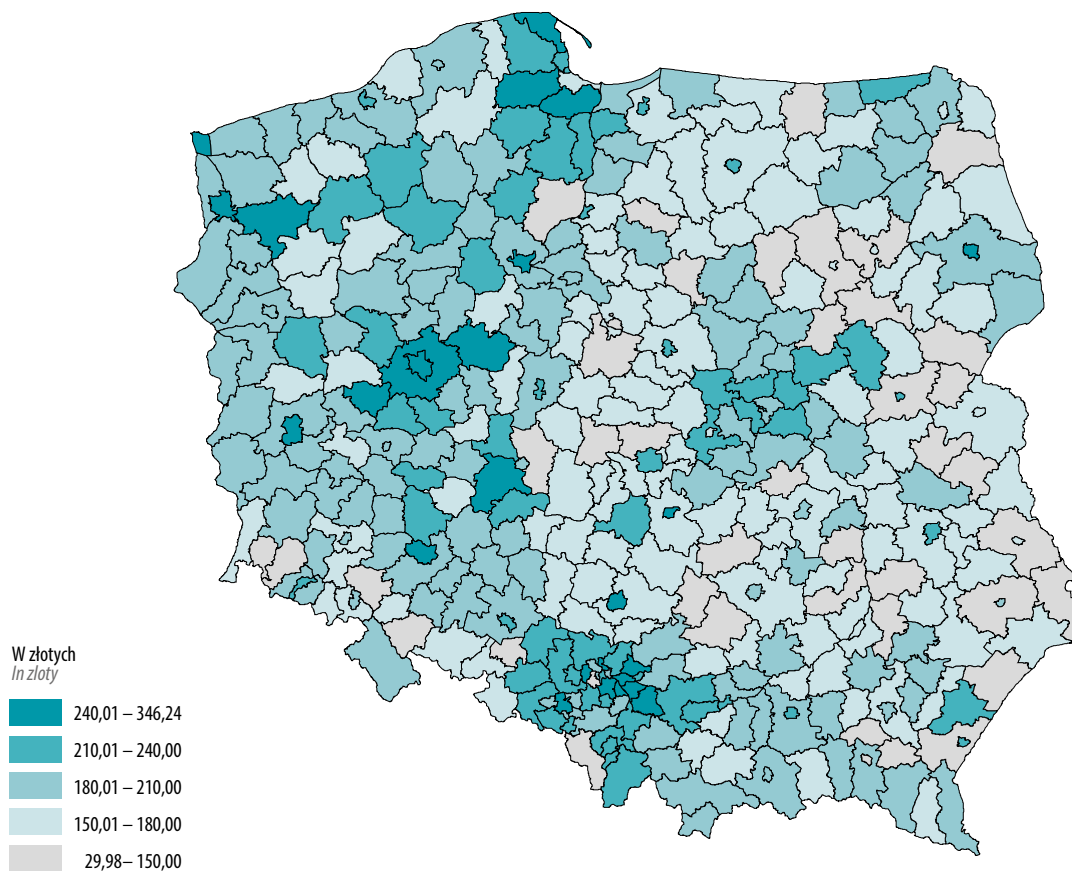 W złotych
In zloty
240,01 – 346,24
210,01 – 240,00
180,01 – 210,00
150,01 – 180,00
29,98– 150,00